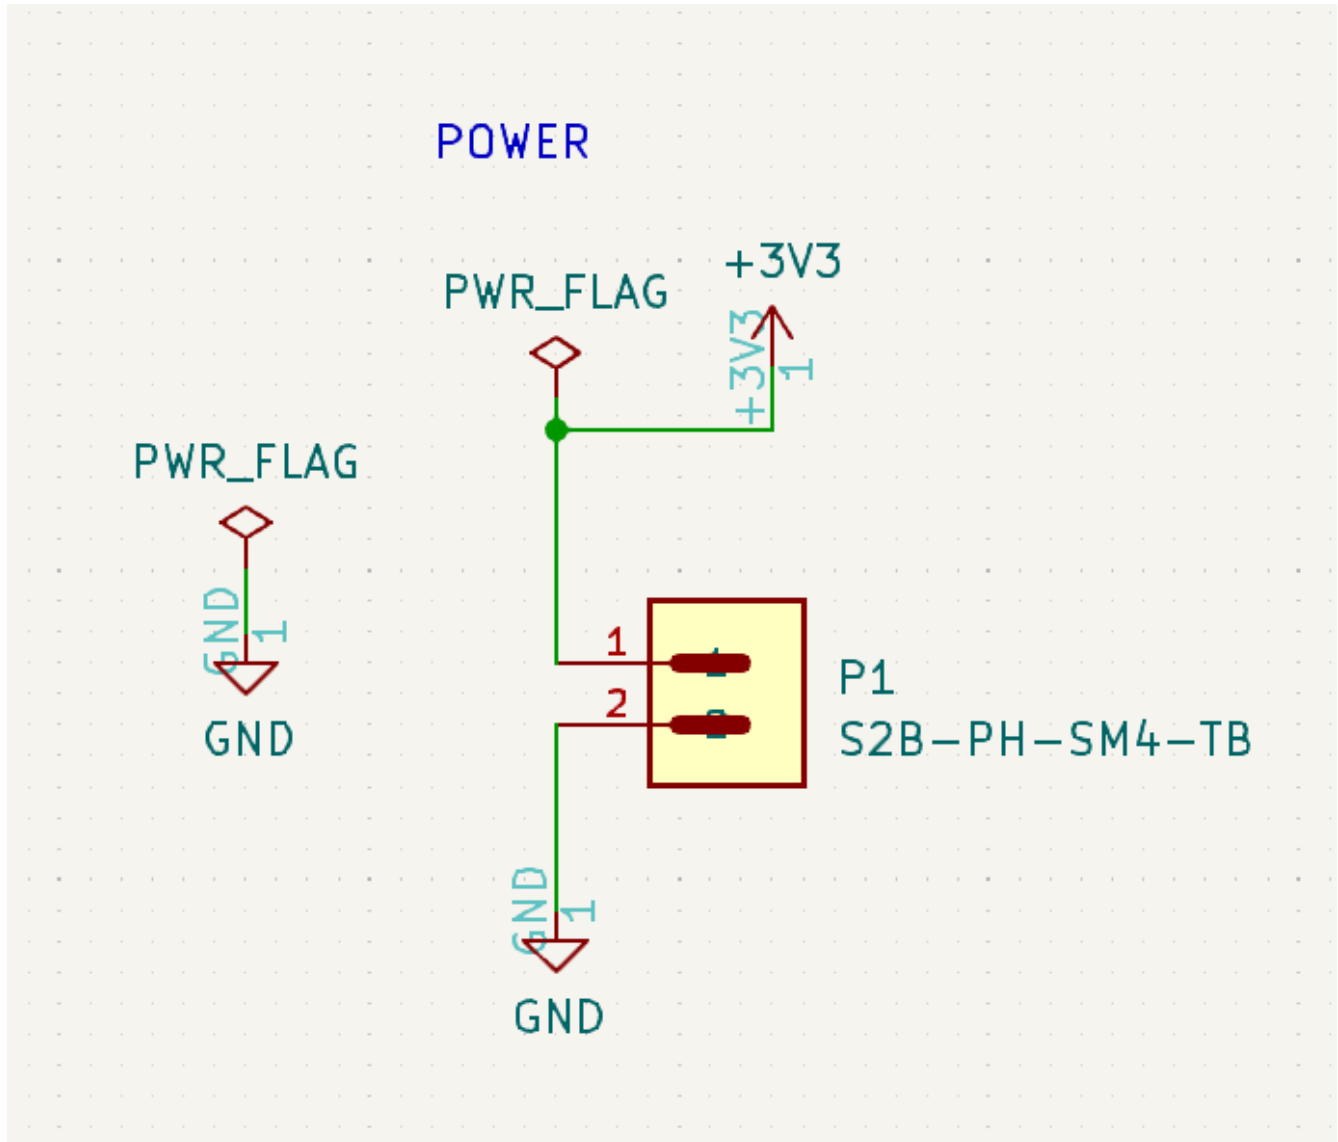 POWER
+3V3
PWR_FLAG
+3V3
1
PWR_FLAG
GND
1
GND
1
2
P1
S2B-PH-SM4-TB
GND
1
GND